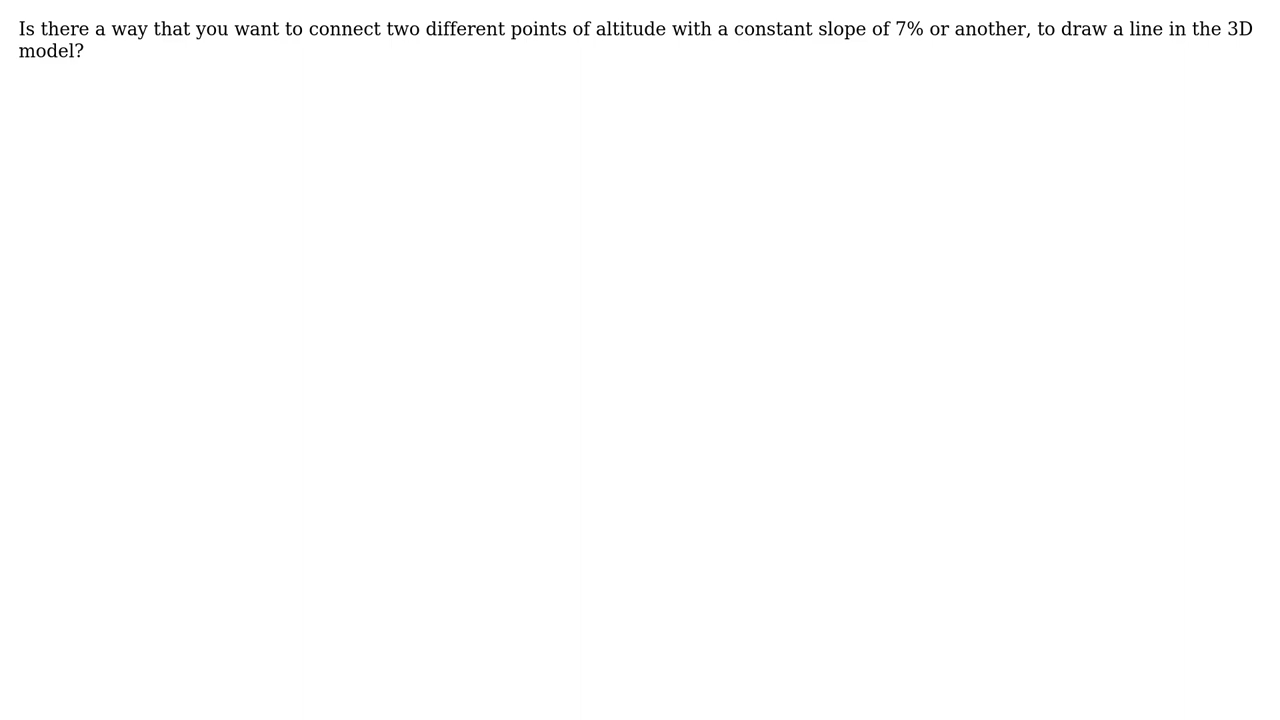 Is there a way that you want to connect two different points of altitude with a constant slope of 7% or another, to draw a line in the 3D
model?